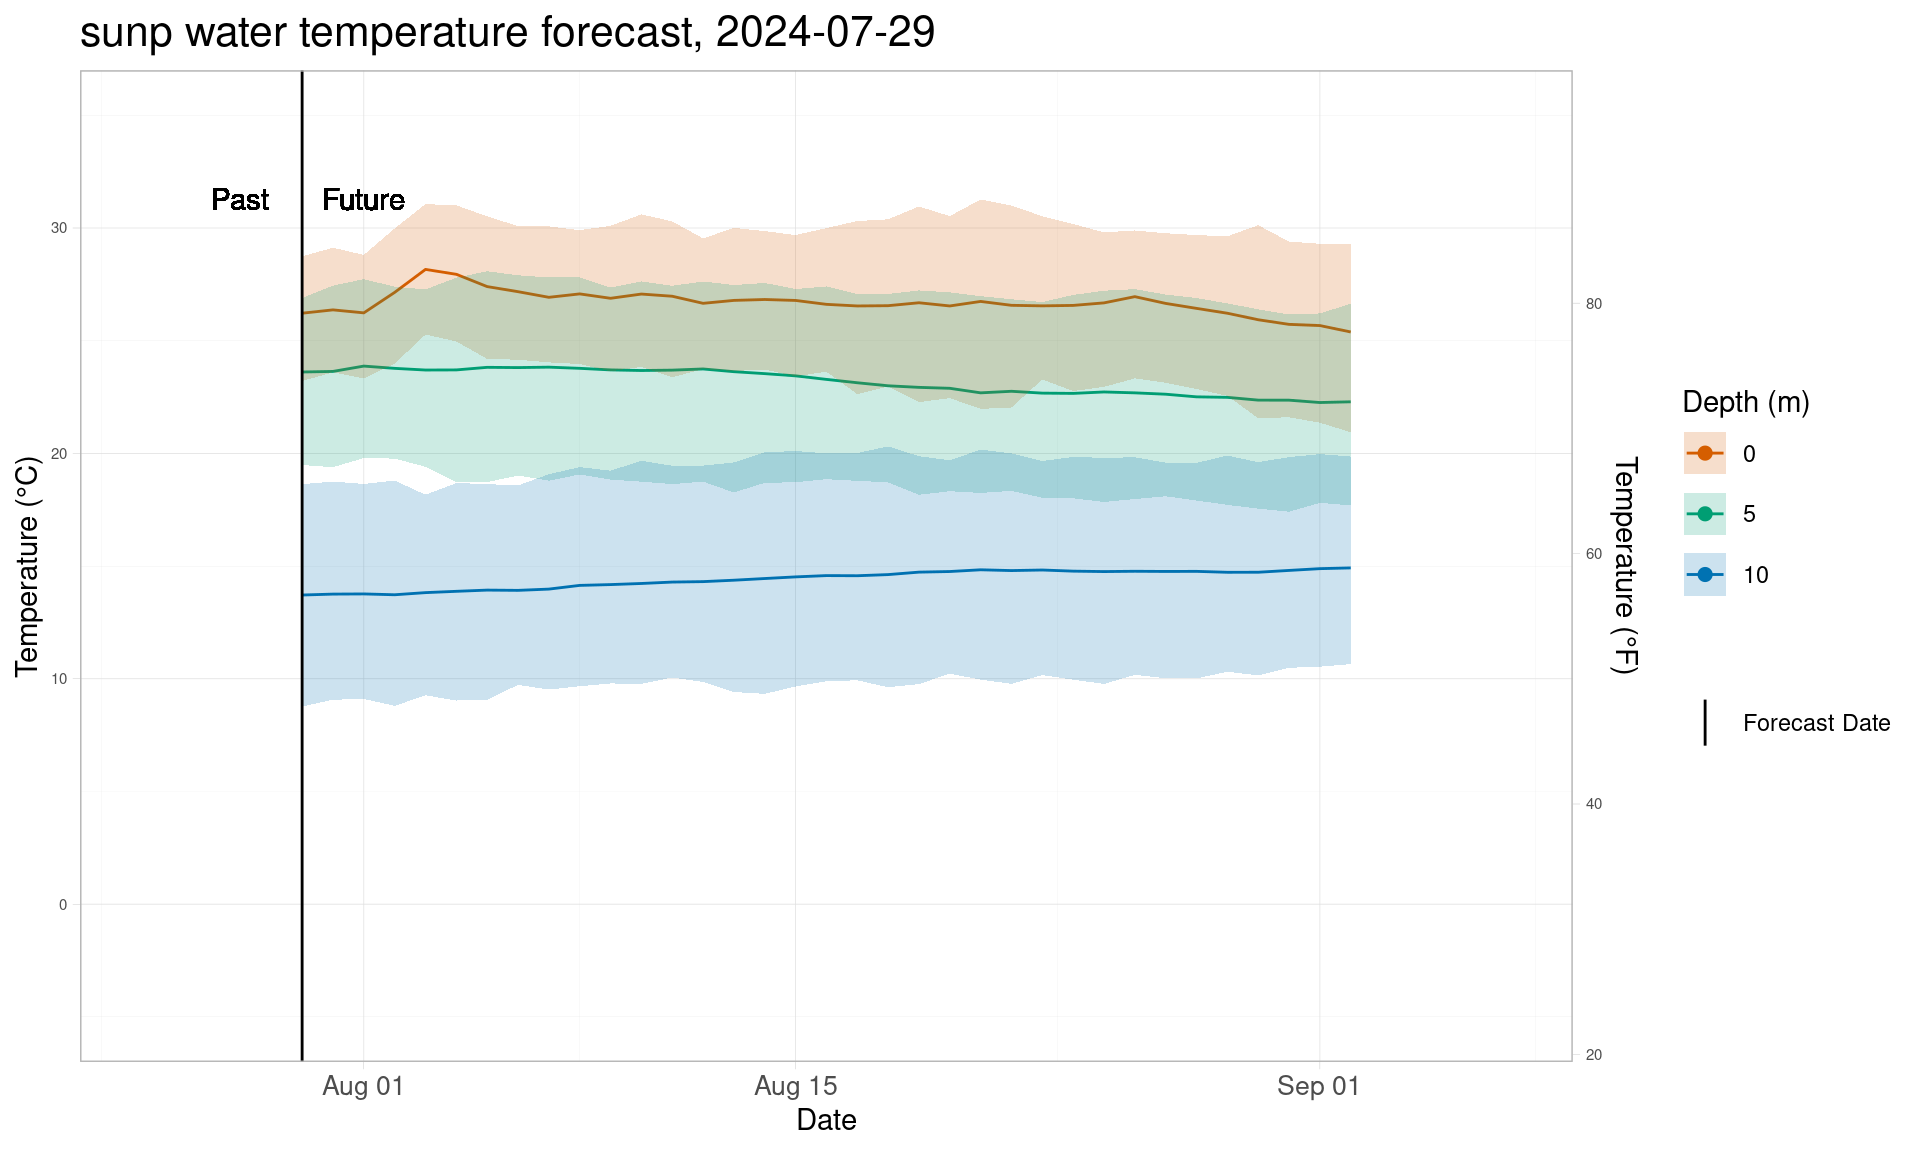 sunp water temperature forecast, 2024-07-29
Past
Future
30
20
10
0
Temperature (°C)
80
60
40
20
Temperature (°F)
Aug 01
Aug 15
Sep 01
Date
Depth (m)
0
5
10
Forecast Date